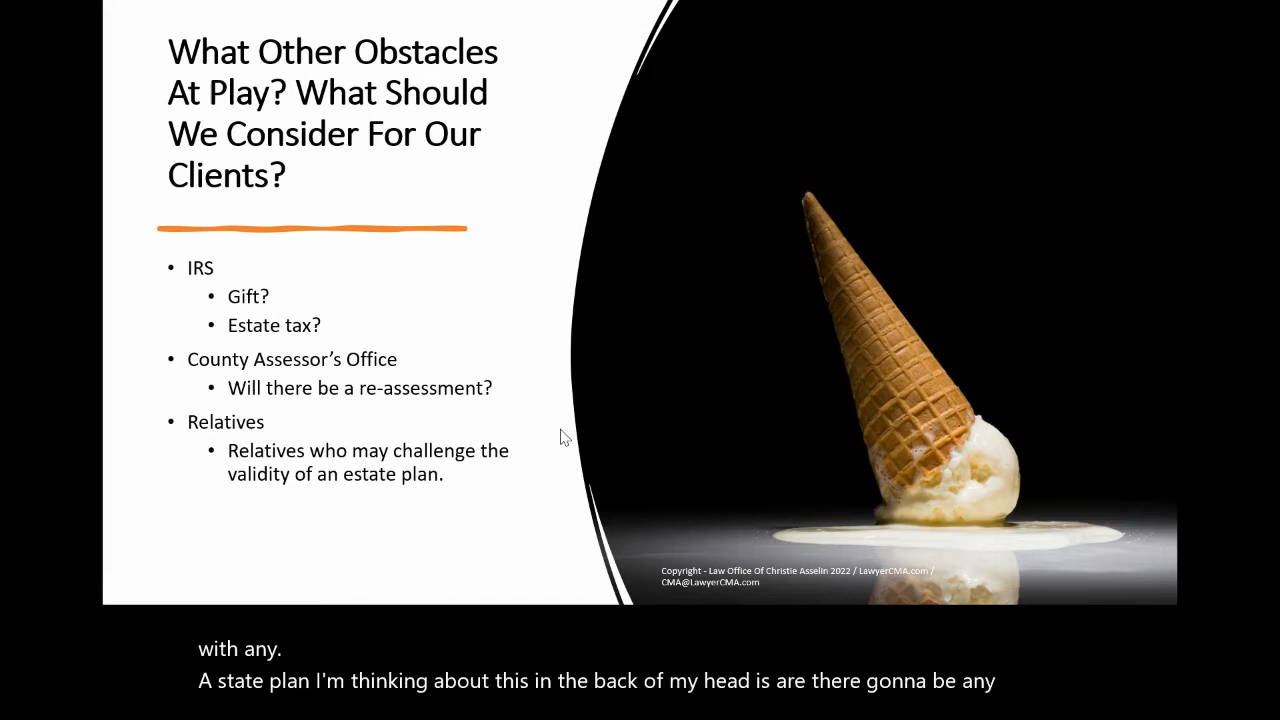 What Other Obstacles
At Play? What Should
We Consider For Our
Clients?
• IRS
• Gift?
• Estate tax?
• County Assessor’s Office
• Will there be a re-assessment?
• Relatives
• Relatives who may challenge the
validity of an estate plan.
Copyright - Law Office Of Christie Asselin 2022 / LawyerCMA.com /
CMA@LawyerCMA.com
with any.
A state plan I'm thinking about this in the back of my head is are there gonna be any